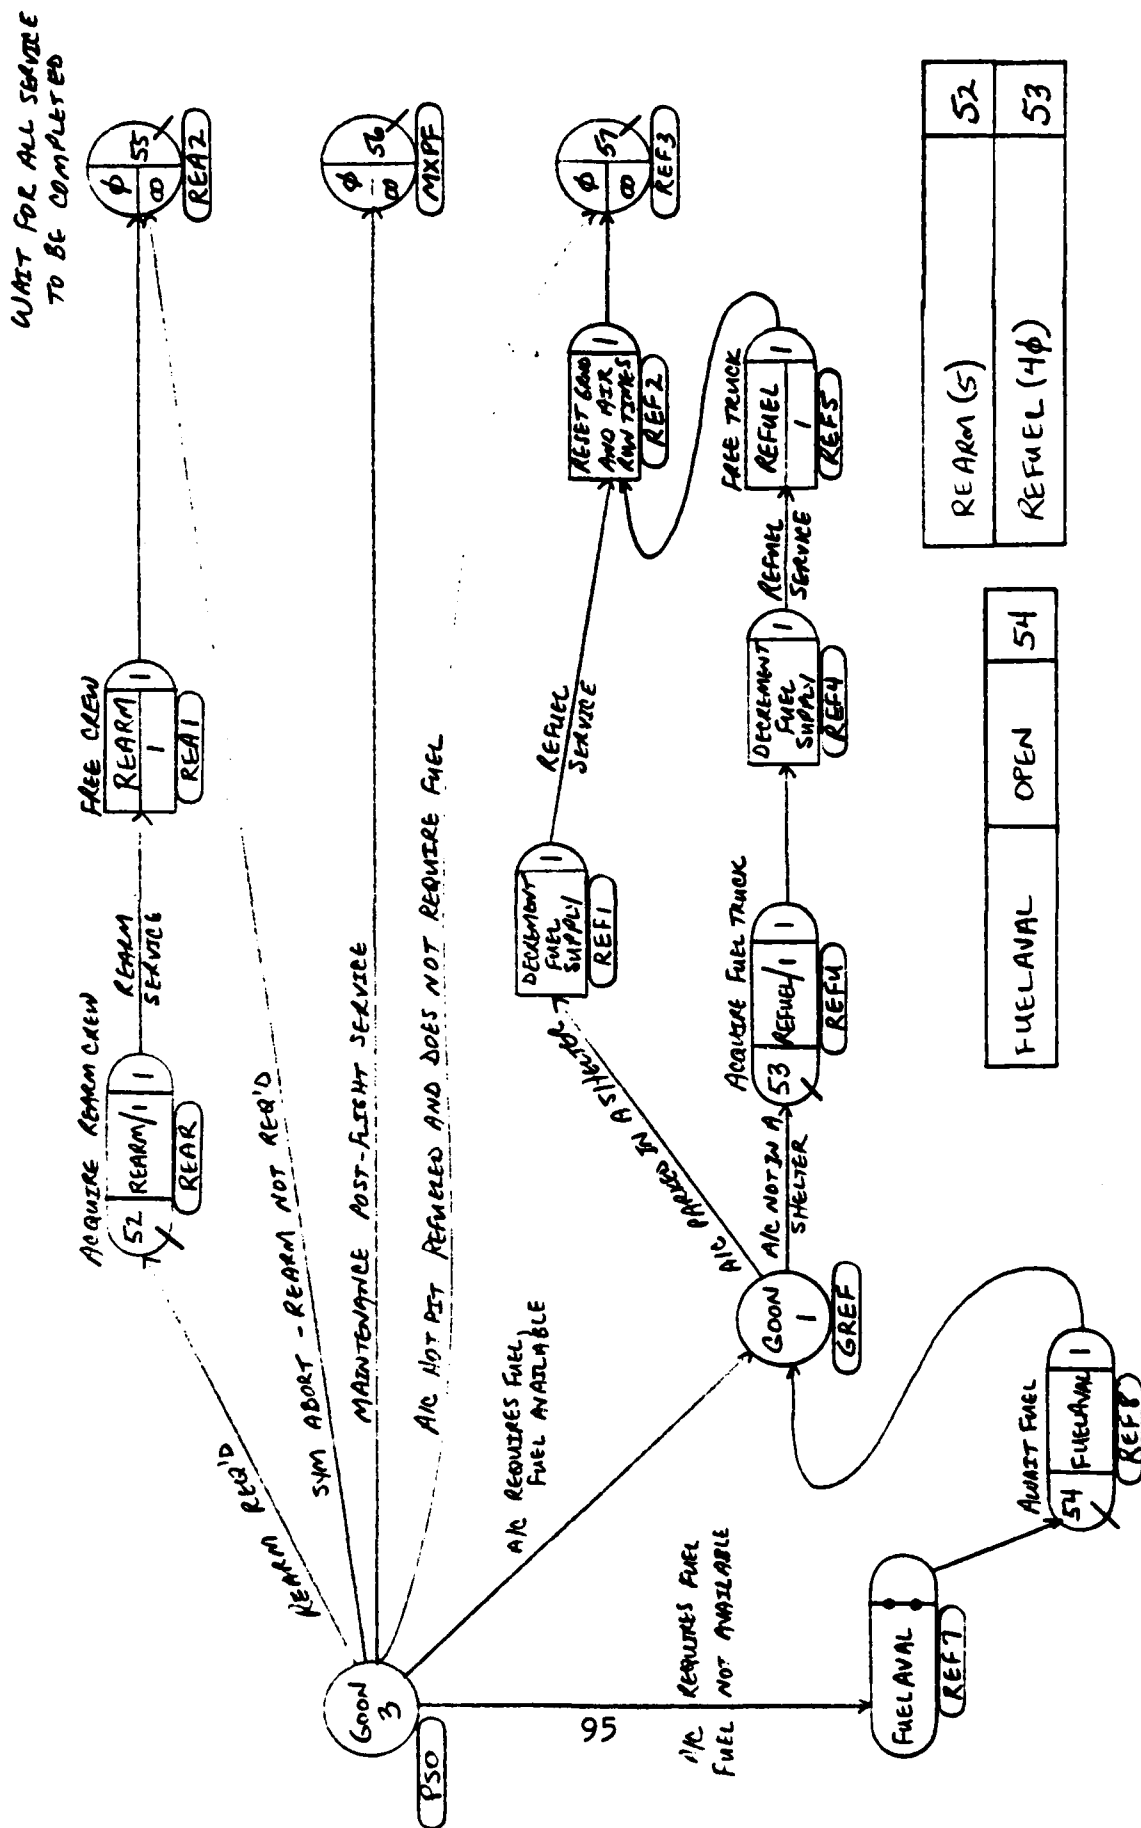 WAIT FOR ALL SERVICE
TO BE COMPLETED
ACQUIRE REARM CREW
52
REARM/1
1
REAR
REARM
SERVICE
FREE CREW
REARM
1
1
REA1
φ
∞
55
REA2
REARM REQ'D
SYM ABORT - REARM NOT REQ'D
MAINTENANCE POST-FLIGHT SERVICE
φ
∞
56
MXPF
GOON
3
PSO
A/C HOT PIT REFUELED AND DOES NOT REQUIRE FUEL
A/C REQUIRES FUEL,
FUEL AVAILABLE
DECREMENT
FUEL
SUPPLY
1
REF1
REFUEL
SERVICE
RESET GRND
AND AIR
RUN TIMES
1
REF2
φ
∞
57
REF3
A/C PARKED IN A SHELTER
GOON
1
GREF
A/C NOT IN A
SHELTER
ACQUIRE FUEL TRUCK
53
REFUEL/1
1
REFU
DECREMENT
FUEL
SUPPLY
1
REF4
REFUEL
SERVICE
FREE TRUCK
REFUEL
1
1
REF5
95
A/C REQUIRES FUEL
FUEL NOT AVAILABLE
FUELAVAL
REF7
AWAIT FUEL
54
FUELAVAL
1
REF8
FUELAVAL
OPEN
54
REARM (5)
52
REFUEL (4φ)
53